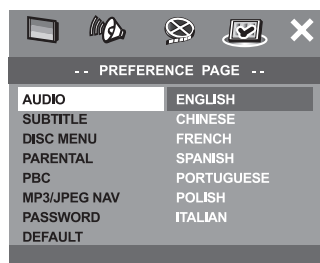 -- PREFERENCE PAGE --
AUDIO ENGLISH
SUBTITLE CHINESE
DISC MENU FRENCH
PARENTAL SPANISH
PBC PORTUGUESE
MP3/JPEG NAV POLISH
PASSWORD ITALIAN
DEFAULT